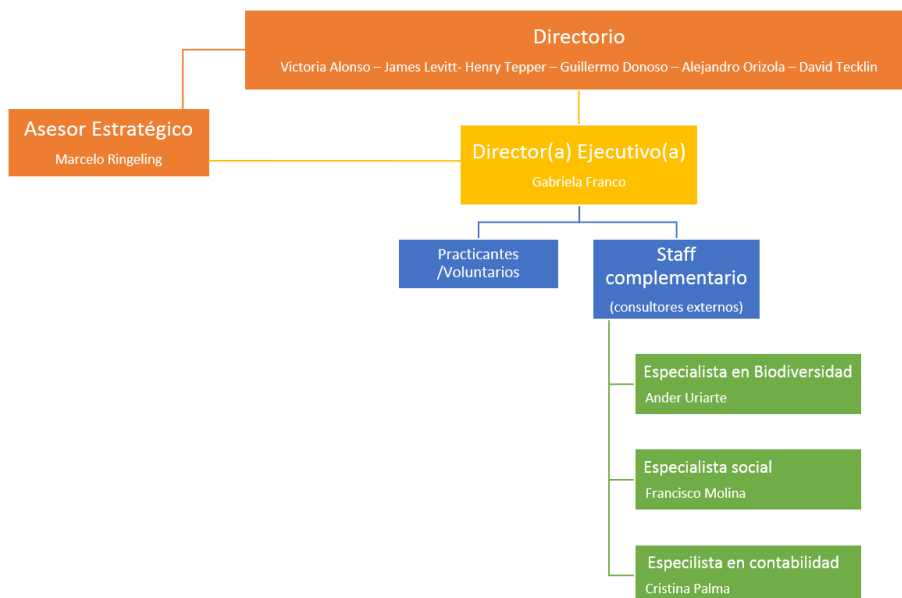 Directorio
Victoria Alonso – James Levitt- Henry Tepper – Guillermo Donoso – Alejandro Orizola – David Tecklin
Asesor Estratégico
Marcelo Ringeling
Director(a) Ejecutivo(a)
Gabriela Franco
Practicantes
/Voluntarios
Staff
complementario
(consultores externos)
Especialista en Biodiversidad
Ander Uriarte
Especialista social
Francisco Molina
Especilista en contabilidad
Cristina Palma